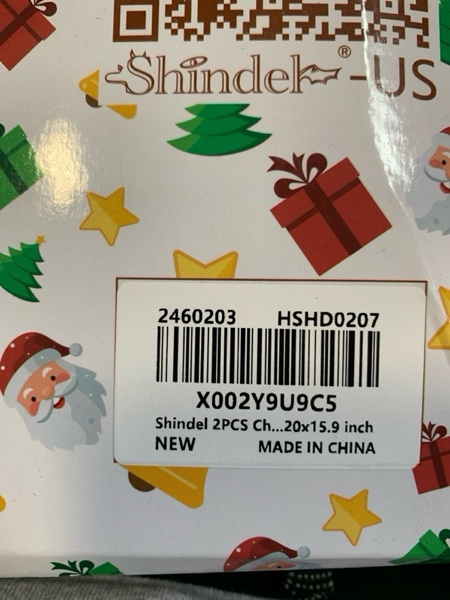 Shindel®-US
2460203 HSHD0207
X002Y9U9C5
Shindel 2PCS Ch...20x15.9 inch
NEW MADE IN CHINA